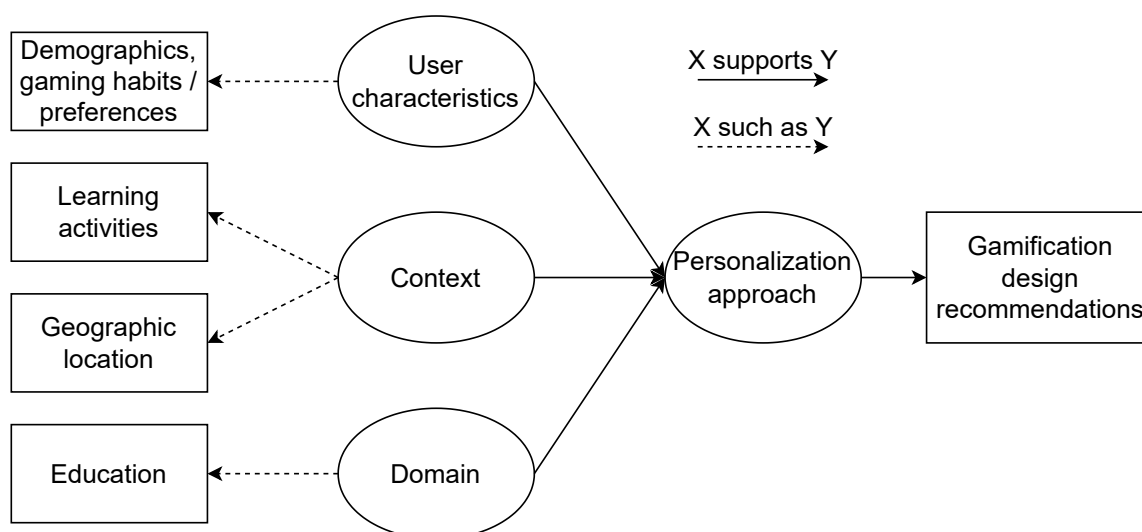 Demographics,
gaming habits /
preferences
User
characteristics
X supports Y
X such as Y
Learning
activities
Context
Personalization
approach
Gamification
design
recommendations
Geographic
location
Education
Domain